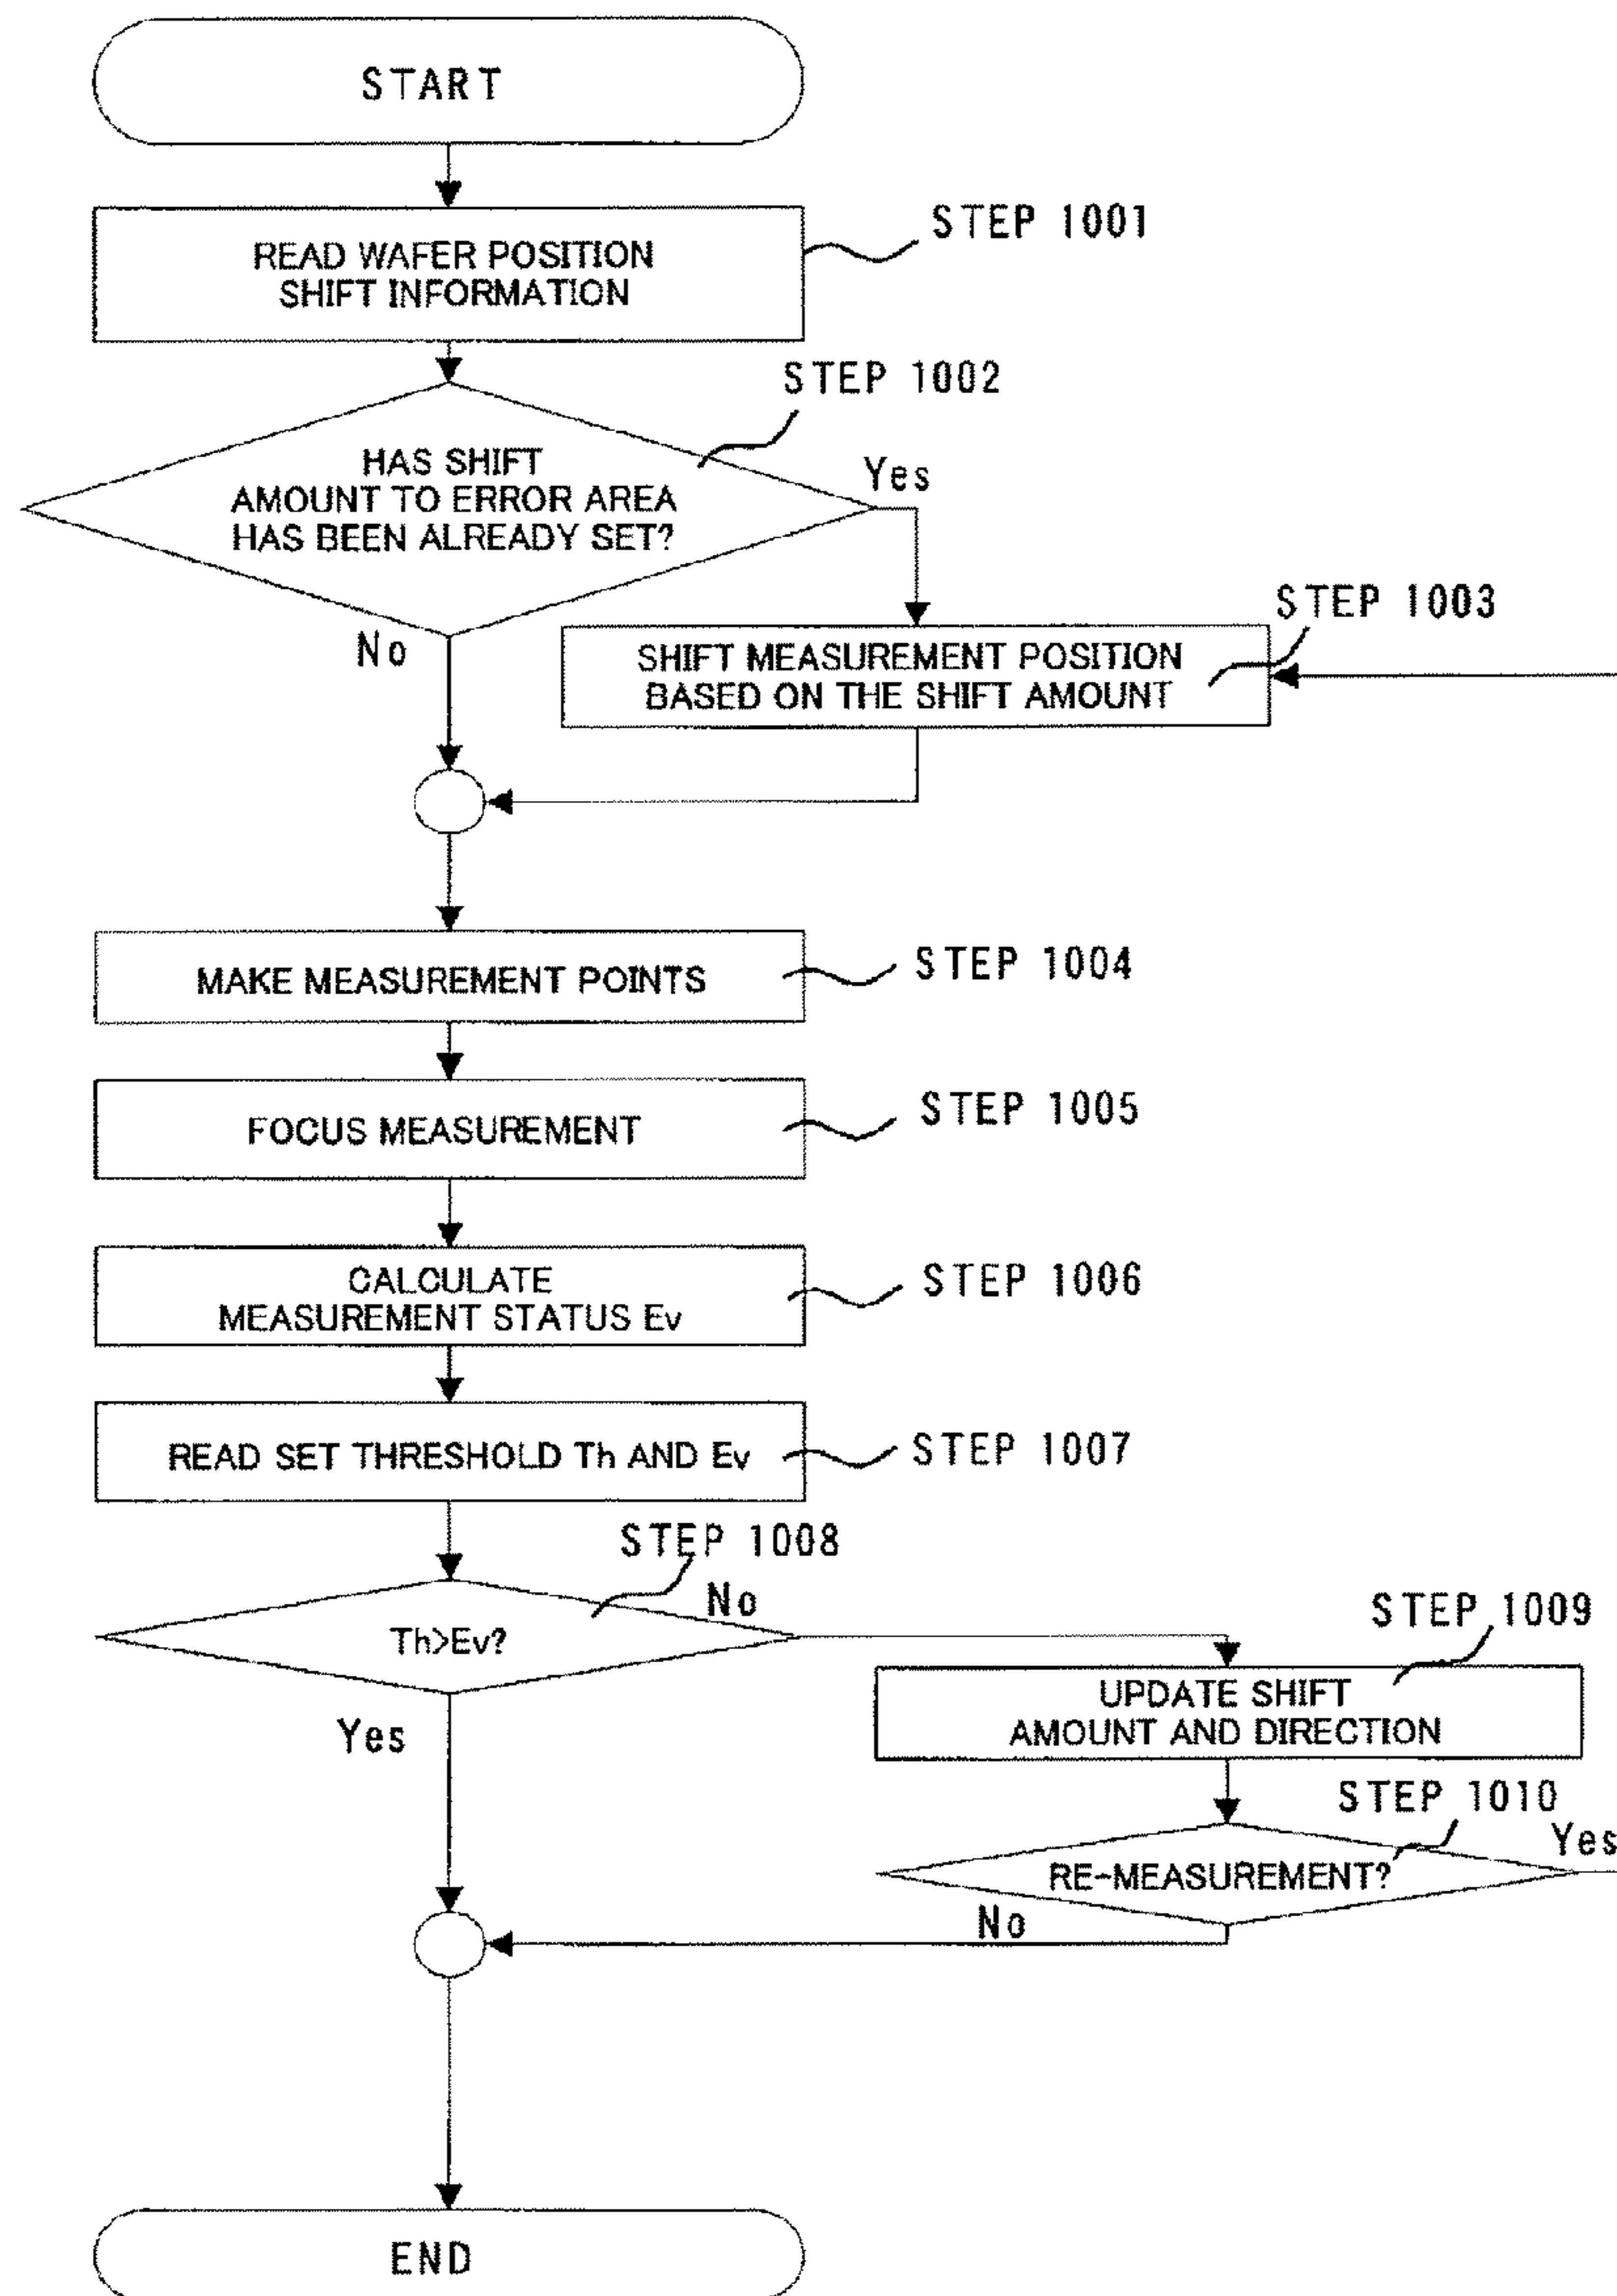 START
STEP 1001
READ WAFER POSITION
SHIFT INFORMATION
STEP 1002
HAS SHIFT
AMOUNT TO ERROR AREA
HAS BEEN ALREADY SET?
Yes
No
STEP 1003
SHIFT MEASUREMENT POSITION
BASED ON THE SHIFT AMOUNT
MAKE MEASUREMENT POINTS
STEP 1004
FOCUS MEASUREMENT
STEP 1005
CALCULATE
MEASUREMENT STATUS Ev
STEP 1006
READ SET THRESHOLD Th AND Ev
STEP 1007
STEP 1008
Th>Ev?
No
Yes
STEP 1009
UPDATE SHIFT
AMOUNT AND DIRECTION
STEP 1010
RE-MEASUREMENT?
Yes
No
END